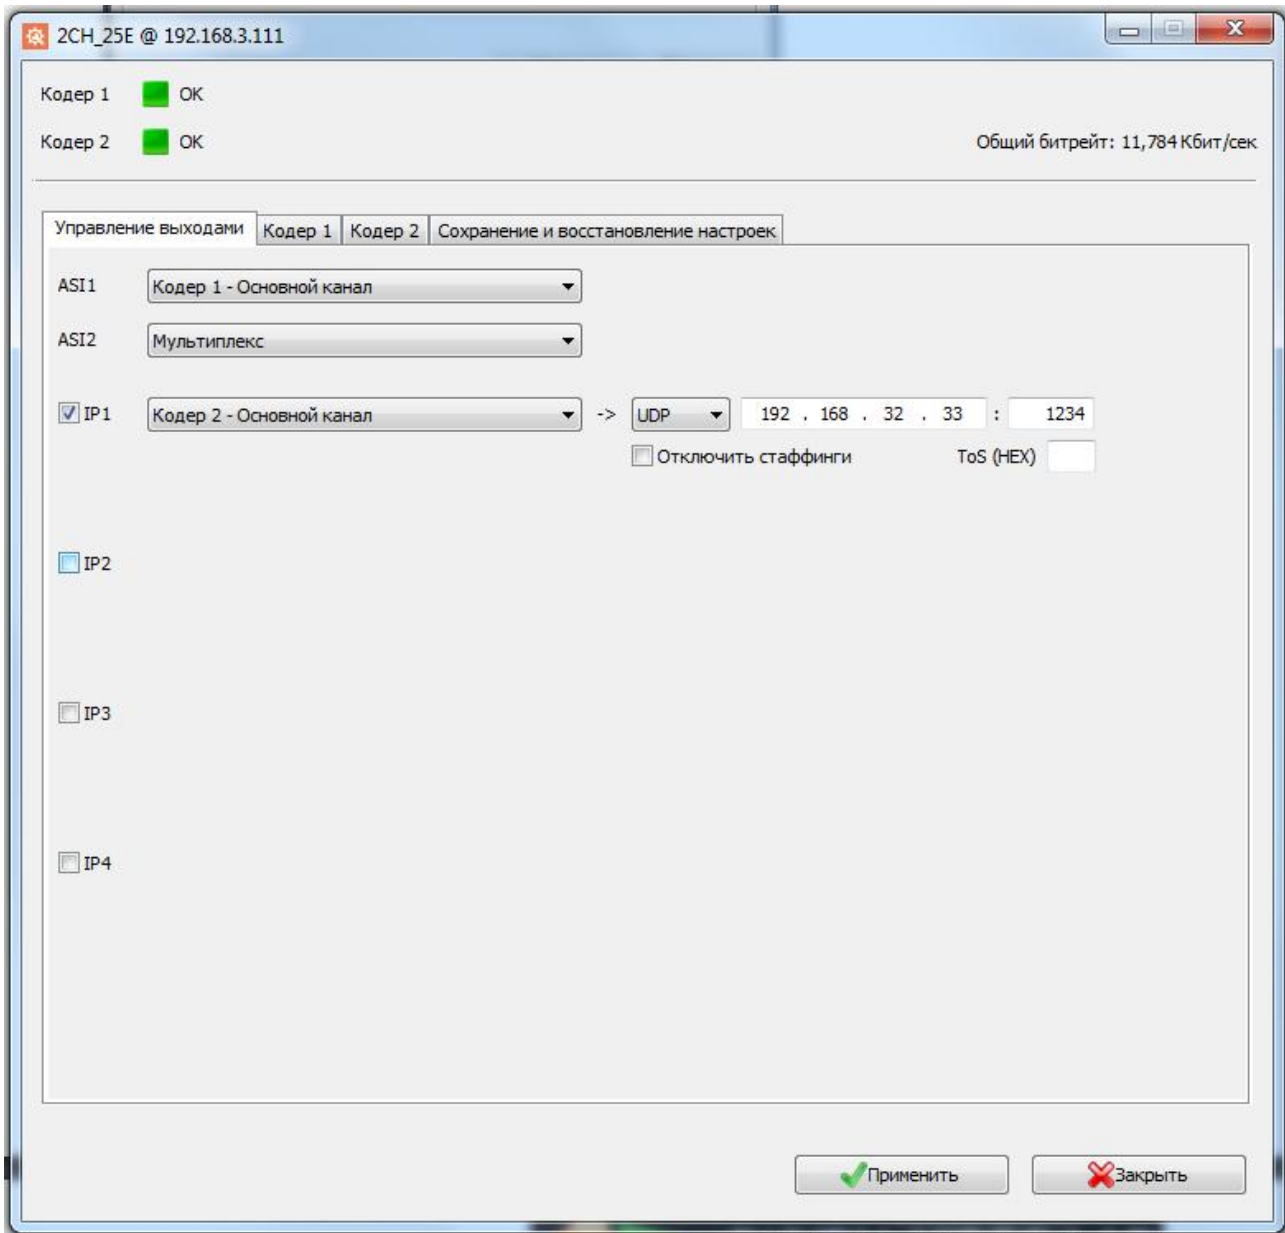 2CH_25E @ 192.168.3.111
Кодер 1 OK
Кодер 2 OK Общий битрейт: 11,784 Кбит/сек
Управление выходами Кодер 1 Кодер 2 Сохранение и восстановление настроек
ASI1 Кодер 1 - Основной канал
ASI2 Мультиплекс
IP1 Кодер 2 - Основной канал -> UDP 192 . 168 . 32 . 33 : 1234
Отключить стаффинги ToS (HEX)
IP2
IP3
IP4
Применить Закрыть